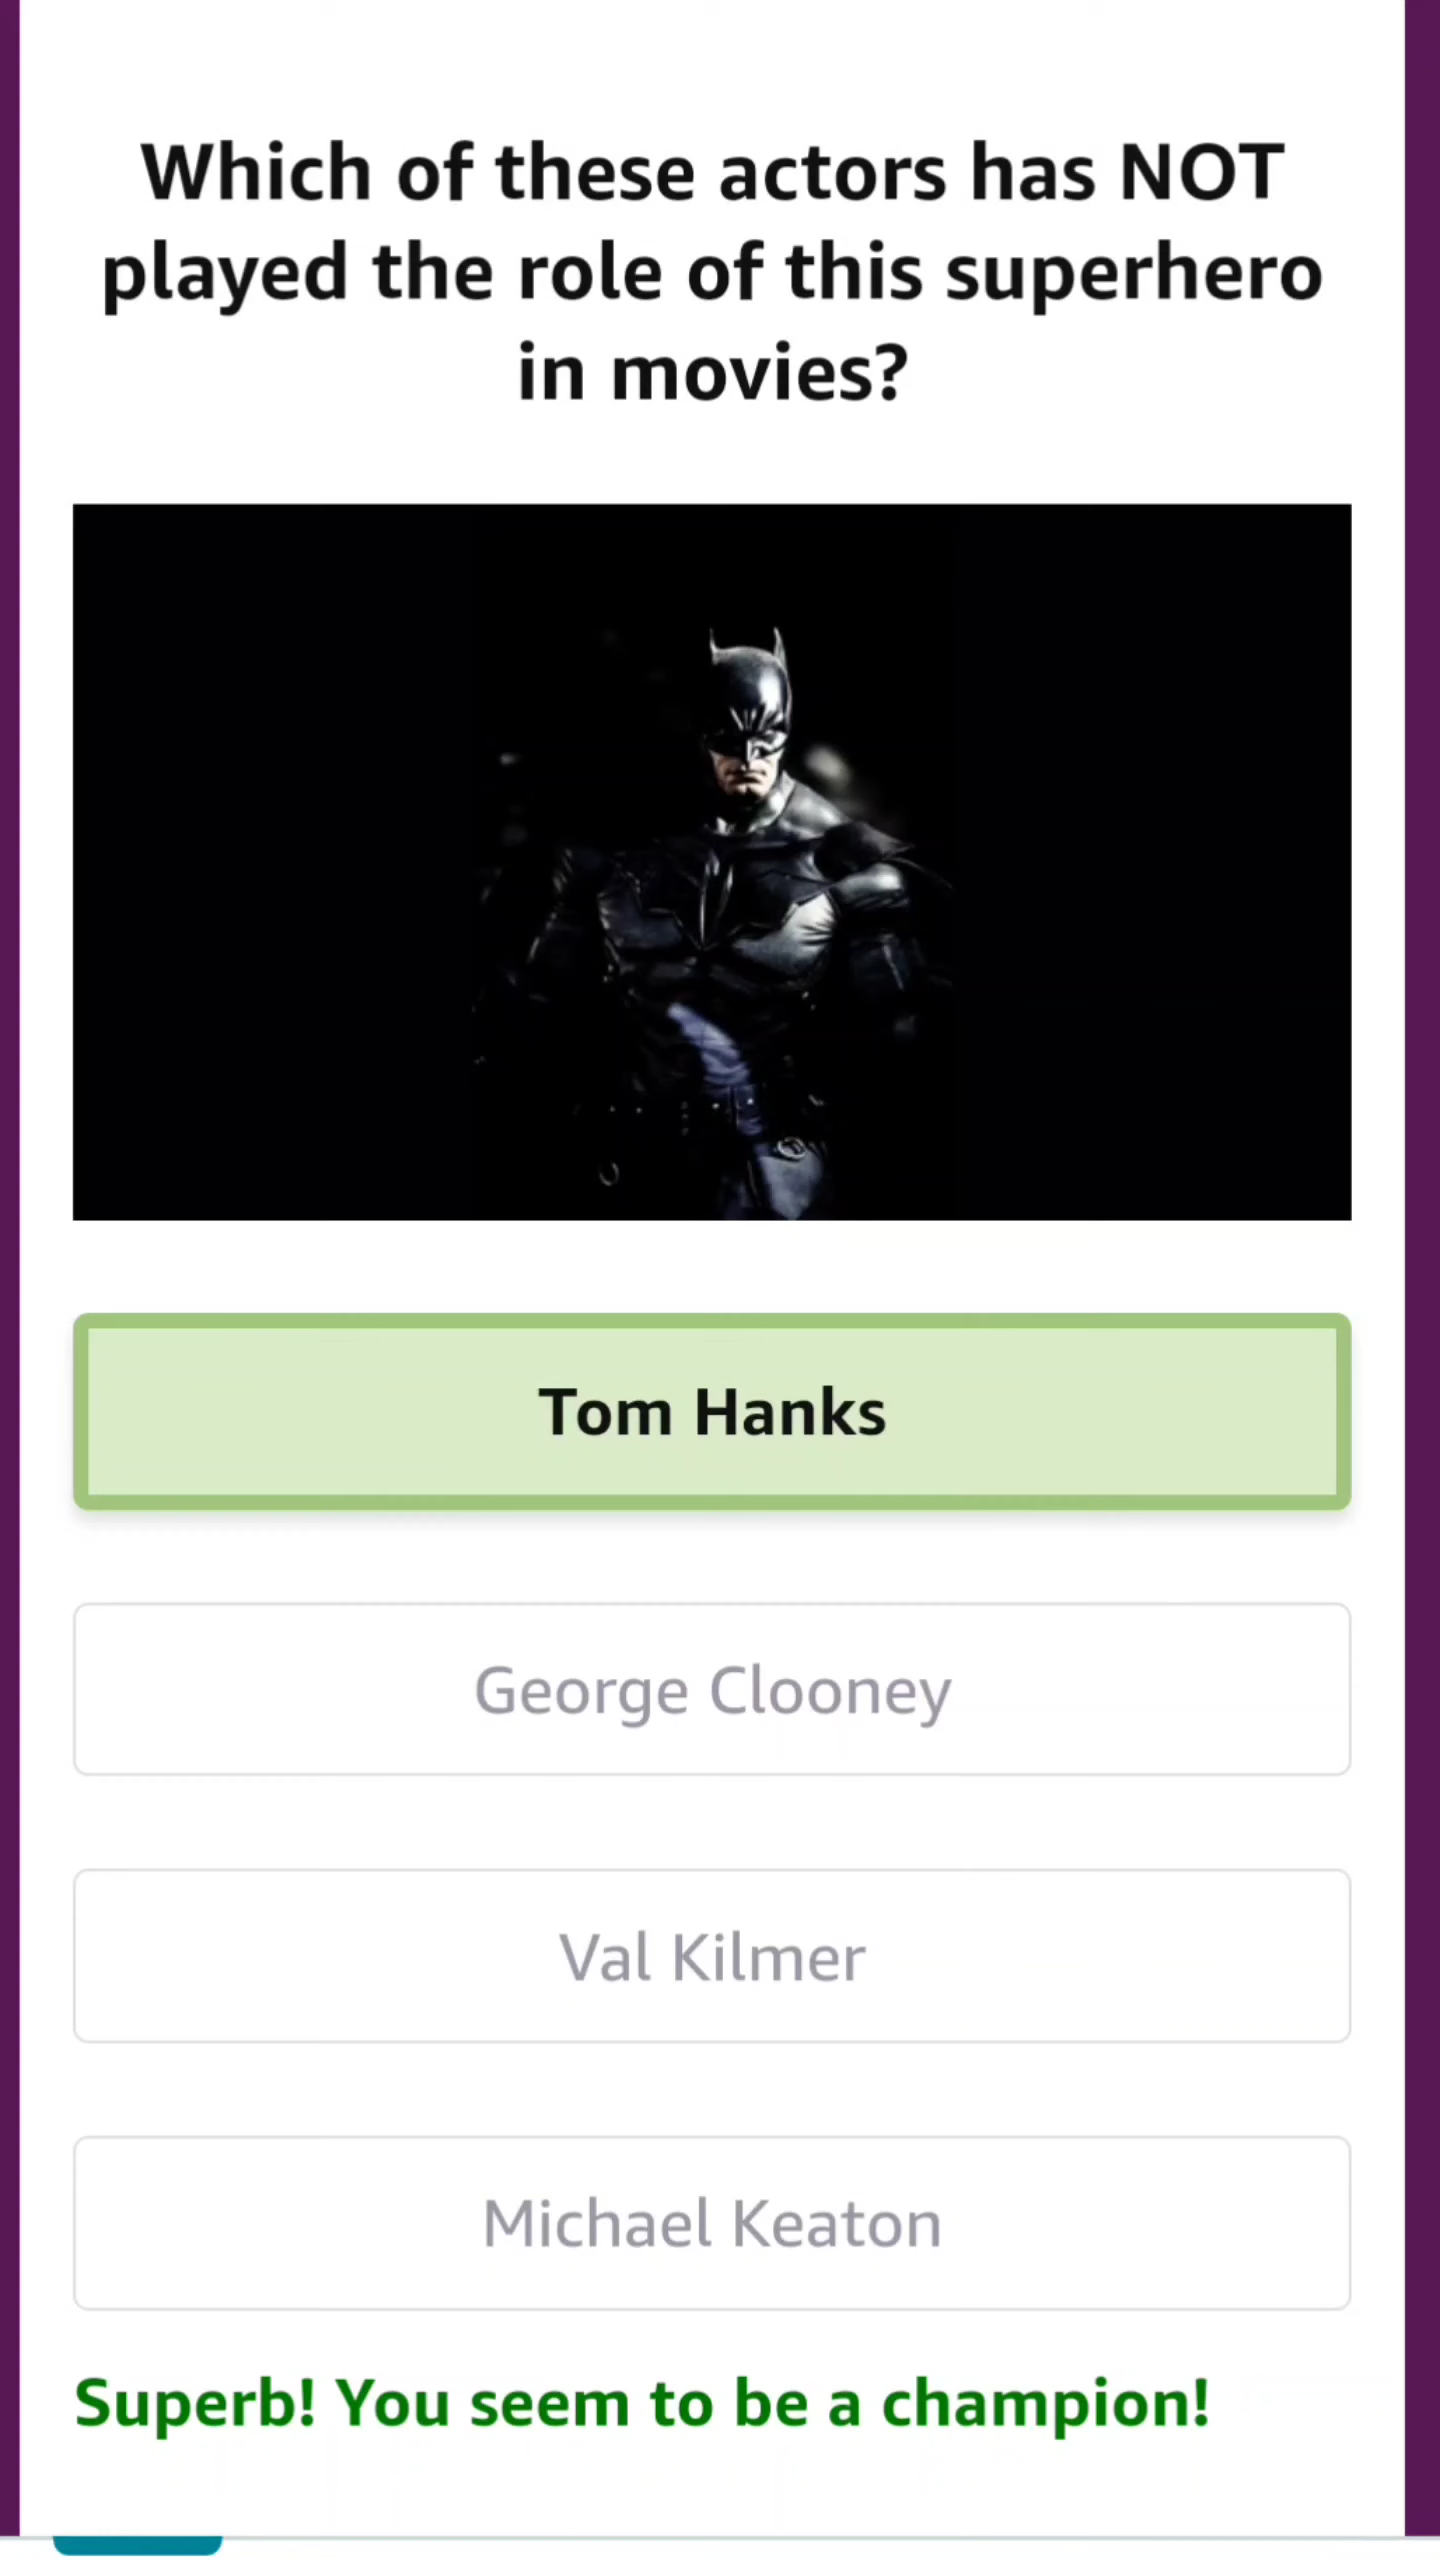 Which of these actors has NOT
played the role of this superhero
in movies?
Tom Hanks
George Clooney
Val Kilmer
Michael Keaton
Superb! You seem to be a champion!